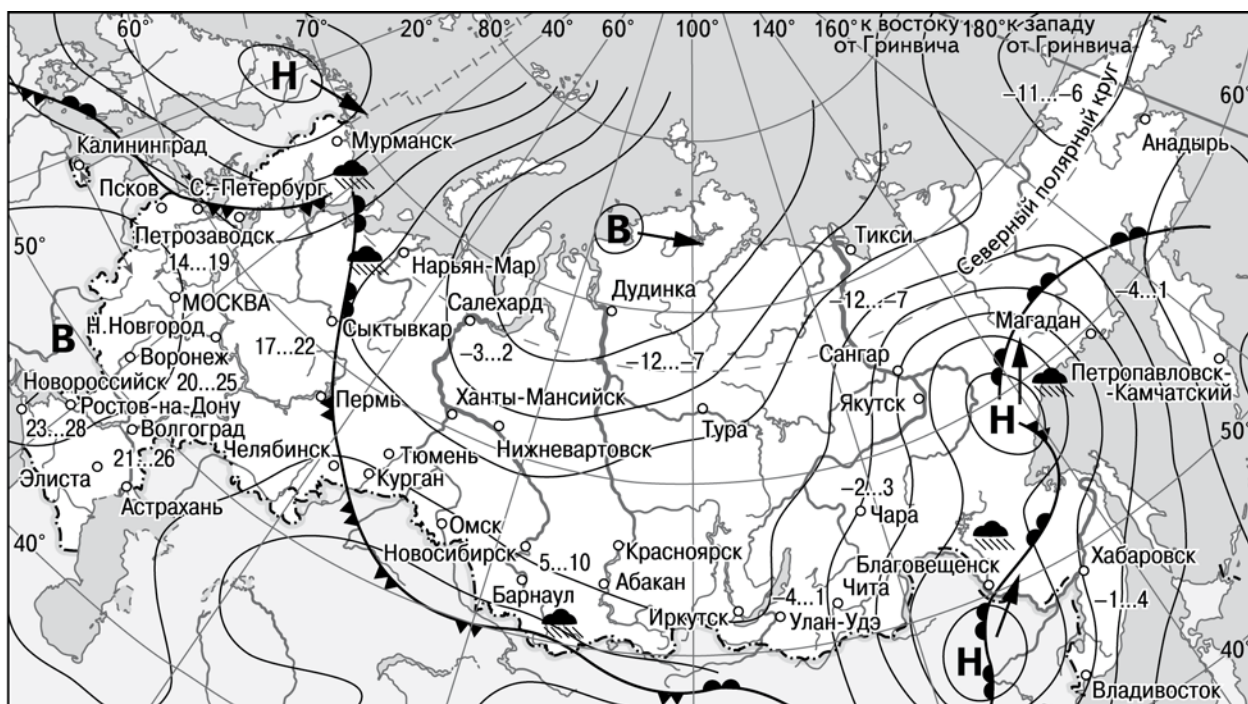 60° 70° 20° 40° 60° 80° 100° 120° 140° 160° к востоку от Гринвича 180° к западу от Гринвича
Н
–11...–6
60°
Северный полярный круг
Анадырь
Мурманск
Калининград
Псков
С.-Петербург
Петрозаводск
14...19
50°
В
Тикси
Нарьян-Мар
Дудинка
Салехард
МОСКВА
–12...–7
–4...1
Н.Новгород
Сыктывкар
17...22
–3...2
–12...–7
Магадан
В
Воронеж
Сангар
Петропавловск-
-Камчатский
Новороссийск
20...25
Ростов-на-Дону
Пермь
Ханты-Мансийск
Якутск
Н
50°
23...28
Волгоград
Тура
Нижневартовск
Челябинск
Тюмень
21...26
Элиста
Курган
–2...3
Астрахань
Чара
Омск
40°
Новосибирск
5...10
Красноярск
Благовещенск
Хабаровск
Барнаул
Абакан
Чита
Иркутск
–4...1
Улан-Удэ
–1...4
40°
Н
Владивосток